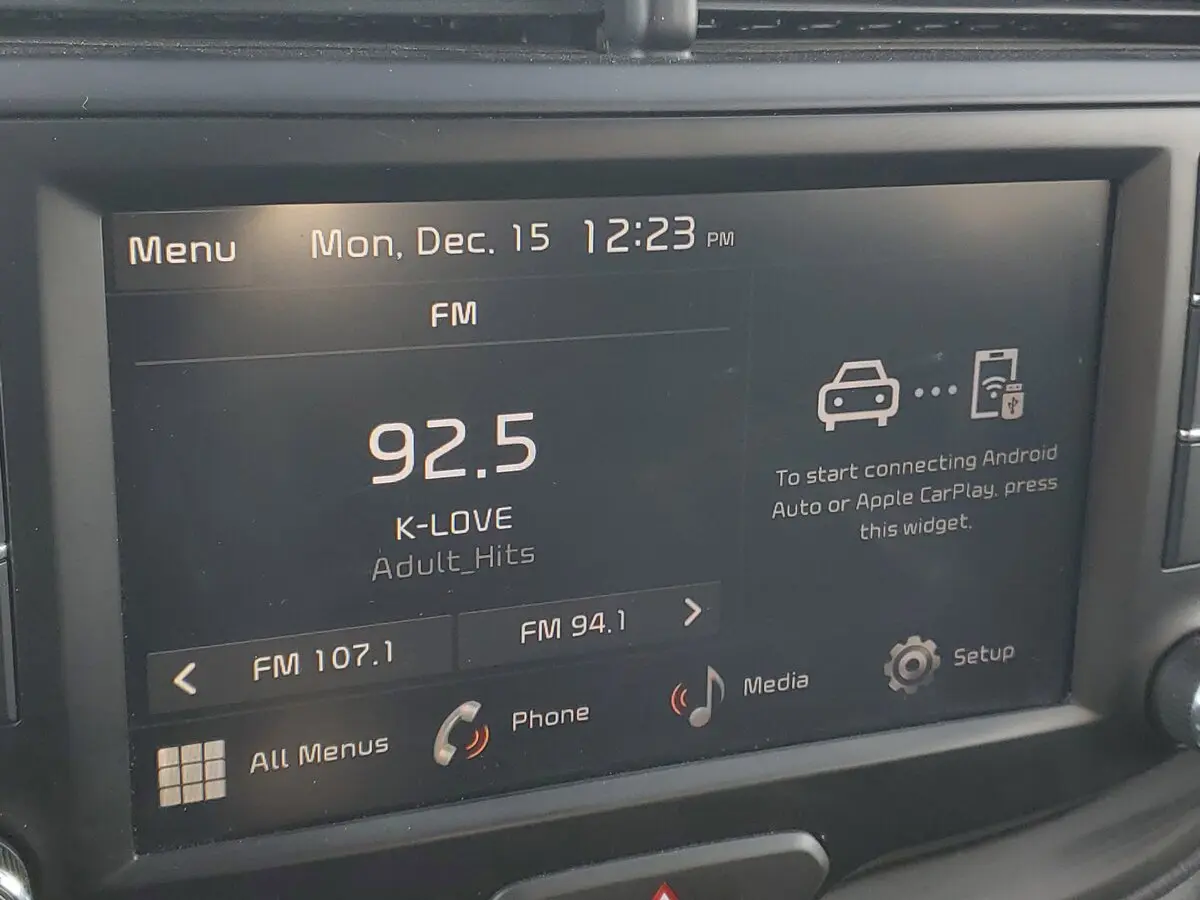 Menu
Mon, Dec. 15 12:23 PM
FM
92.5
K-LOVE
Adult_Hits
To start connecting Android
Auto or Apple CarPlay, press
this widget.
< FM 107.1
FM 94.1 >
All Menus
Phone
Media
Setup